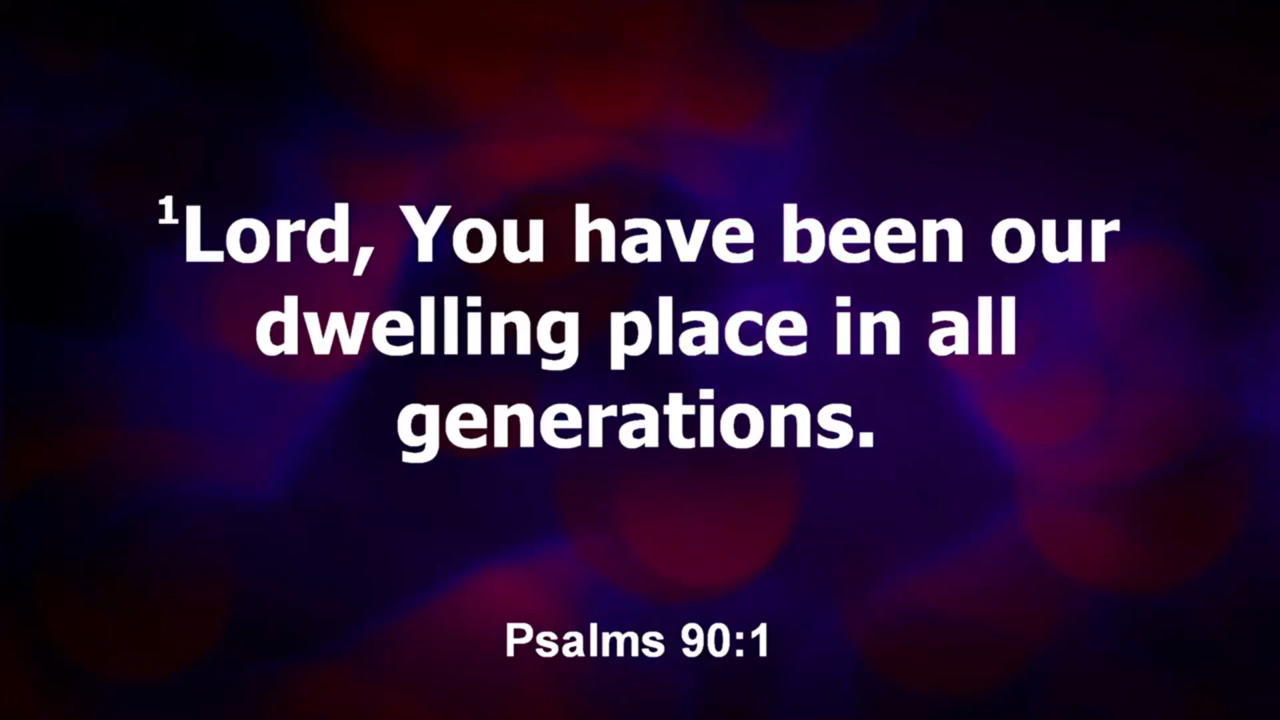 ¹Lord, You have been our
dwelling place in all
generations.
Psalms 90:1